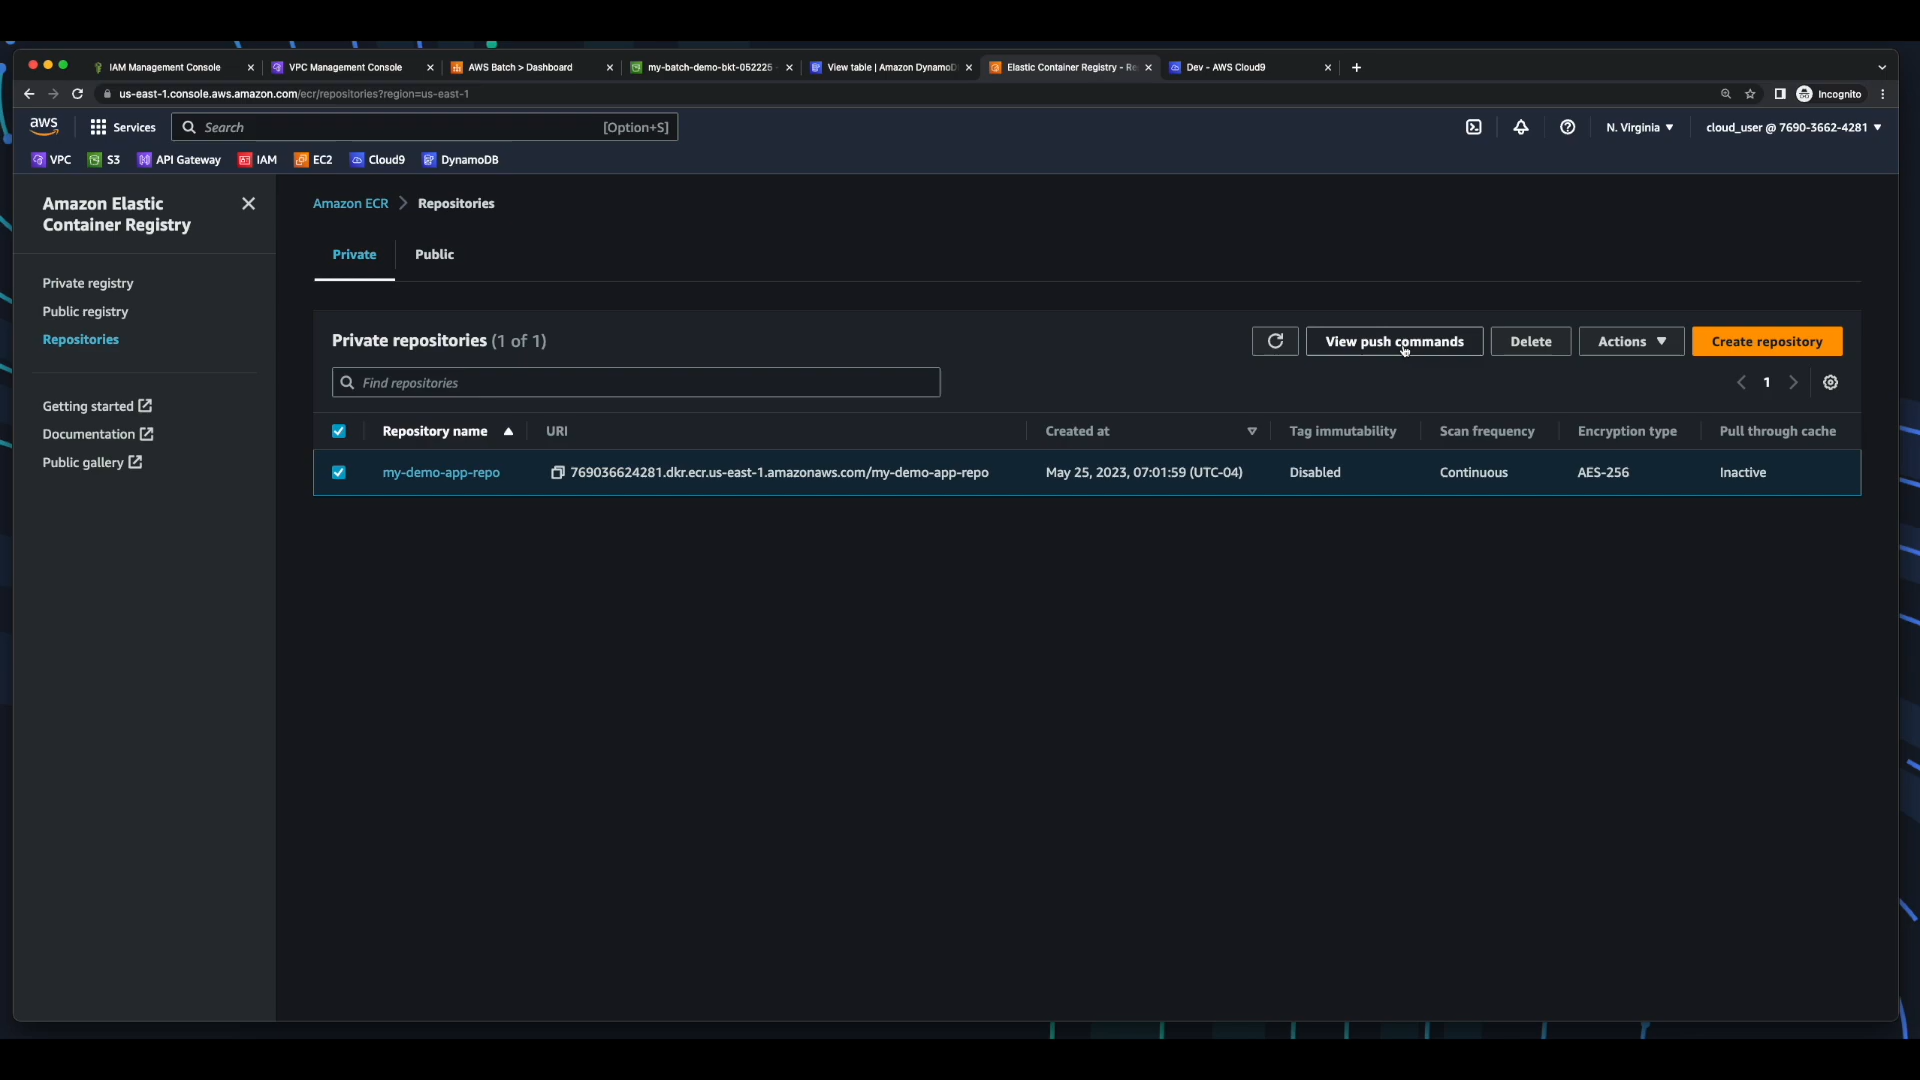 IAM Management Console
VPC Management Console
AWS Batch > Dashboard
my-batch-demo-bkt-052225 -
View table | Amazon DynamoD
Elastic Container Registry - Re
Dev - AWS Cloud9
us-east-1.console.aws.amazon.com/ecr/repositories?region=us-east-1
Incognito
aws
Services
Search
[Option+S]
N. Virginia
cloud_user @ 7690-3662-4281
VPC
S3
API Gateway
IAM
EC2
Cloud9
DynamoDB
Amazon Elastic
Container Registry
Private registry
Public registry
Repositories
Getting started
Documentation
Public gallery
Amazon ECR > Repositories
Private
Public
Private repositories (1 of 1)
View push commands
Delete
Actions
Create repository
Find repositories
1
Repository name
URI
Created at
Tag immutability
Scan frequency
Encryption type
Pull through cache
my-demo-app-repo
769036624281.dkr.ecr.us-east-1.amazonaws.com/my-demo-app-repo
May 25, 2023, 07:01:59 (UTC-04)
Disabled
Continuous
AES-256
Inactive